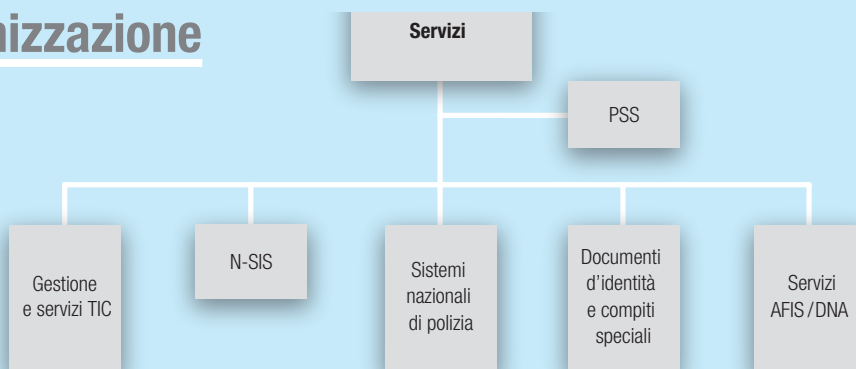 nizzazione
Servizi
PSS
Gestione
e servizi TIC
N-SIS
Sistemi
nazionali
di polizia
Documenti
d'identità
e compiti
speciali
Servizi
AFIS / DNA